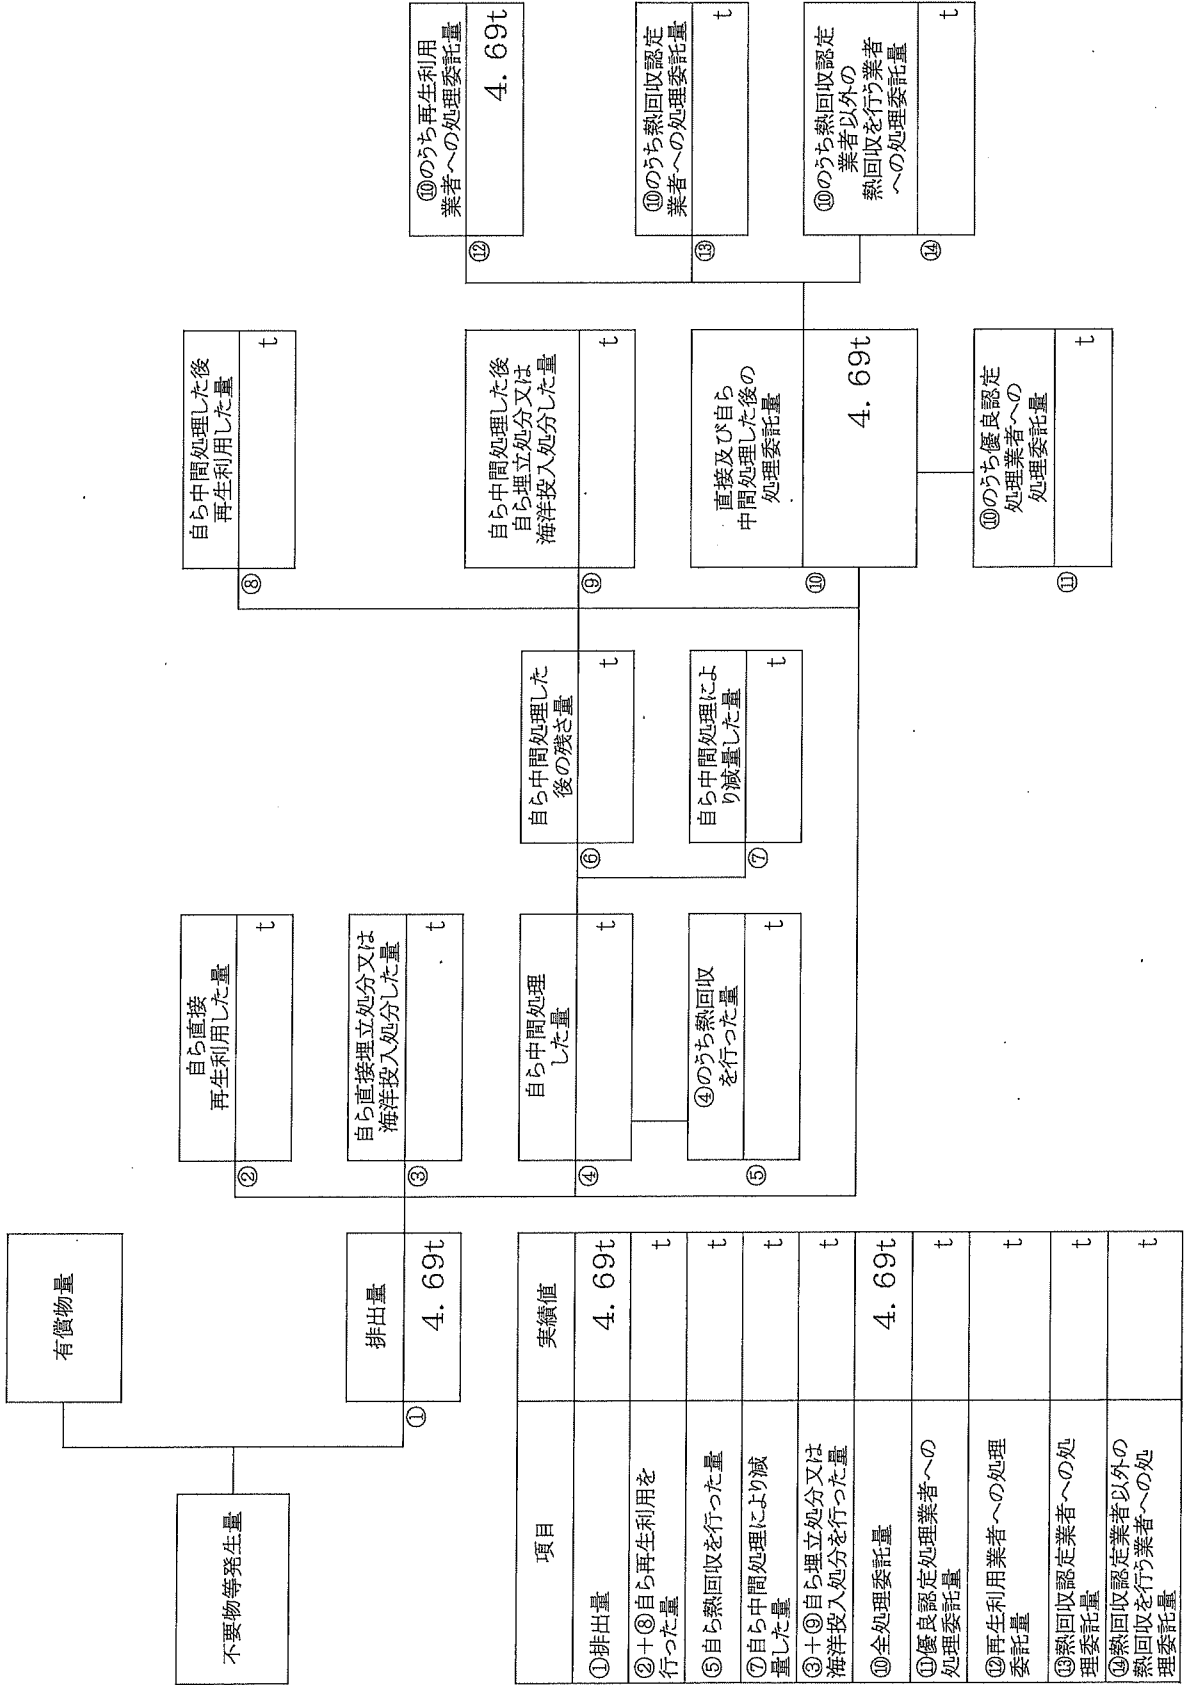 不要物等発生量
有償物量
排出量
①
4.69t
自ら直接
再生利用した量
②
t
自ら直接埋立処分又は
海洋投入処分した量
③
t
自ら中間処理
した量
④
t
④のうち熱回収
を行った量
⑤
t
自ら中間処理した
後の残さ量
⑥
t
自ら中間処理によ
り減量した量
⑦
t
自ら中間処理した後
再生利用した量
⑧
t
自ら中間処理した後
自ら埋立処分又は
海洋投入処分した量
⑨
t
直接及び自ら
中間処理した後の
処理委託量
⑩
4.69t
⑩のうち優良認定
処理業者への
処理委託量
⑪
t
⑩のうち再生利用
業者への処理委託量
⑫
4.69t
⑩のうち熱回収認定
業者への処理委託量
⑬
t
⑩のうち熱回収認定
業者以外の
熱回収を行う業者
への処理委託量
⑭
t
項目 実績値
①排出量 4.69t
②+⑧自ら再生利用を
行った量 t
⑤自ら熱回収を行った量 t
⑦自ら中間処理により減
量した量 t
③+⑨自ら埋立処分又は
海洋投入処分を行った量 t
⑩全処理委託量 4.69t
⑪優良認定処理業者への
処理委託量 t
⑫再生利用業者への処理
委託量 t
⑬熱回収認定業者への処
理委託量 t
⑭熱回収認定業者以外の
熱回収を行う業者への処
理委託量 t